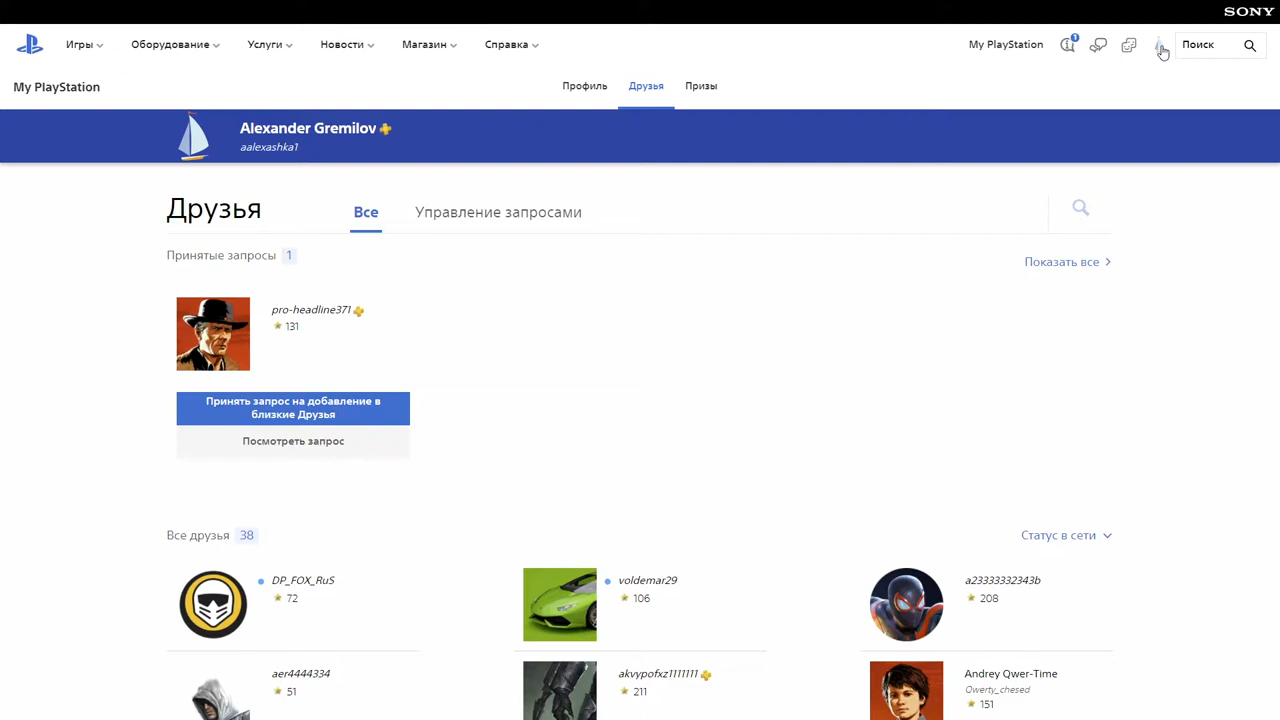 SONY
Игры Оборудование Услуги Новости Магазин Справка My PlayStation 1 Поиск
My PlayStation Профиль Друзья Призы
Alexander Gremilov
aalexashka1
Друзья Все Управление запросами
Принятые запросы 1 Показать все
pro-headline371
131
Принять запрос на добавление в
близкие Друзья
Посмотреть запрос
Все друзья 38 Статус в сети
DP_FOX_RuS voldemar29 a23333332343b
72 106 208
aer4444334 akvypofxz1111111 Andrey Qwer-Time
Qwerty_chesed
51 211 151